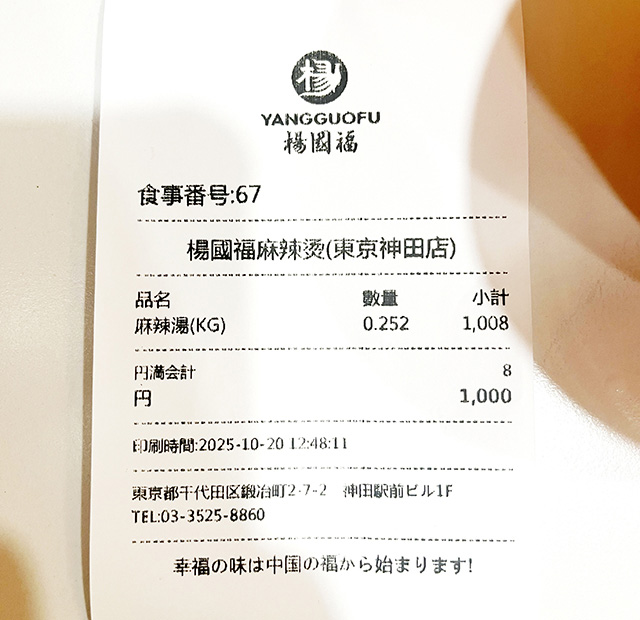 楊
YANGGUOFU
楊國福
食事番号:67
楊國福麻辣烫(東京神田店)
品名 數量 小計
麻辣湯(KG) 0.252 1,008
円満会計 8
円 1,000
印刷時間:2025-10-20 12:48:11
東京都千代田区鍛冶町2-7-2 神田駅前ビル1F
TEL:03-3525-8860
幸福の味は中国の福から始まります!